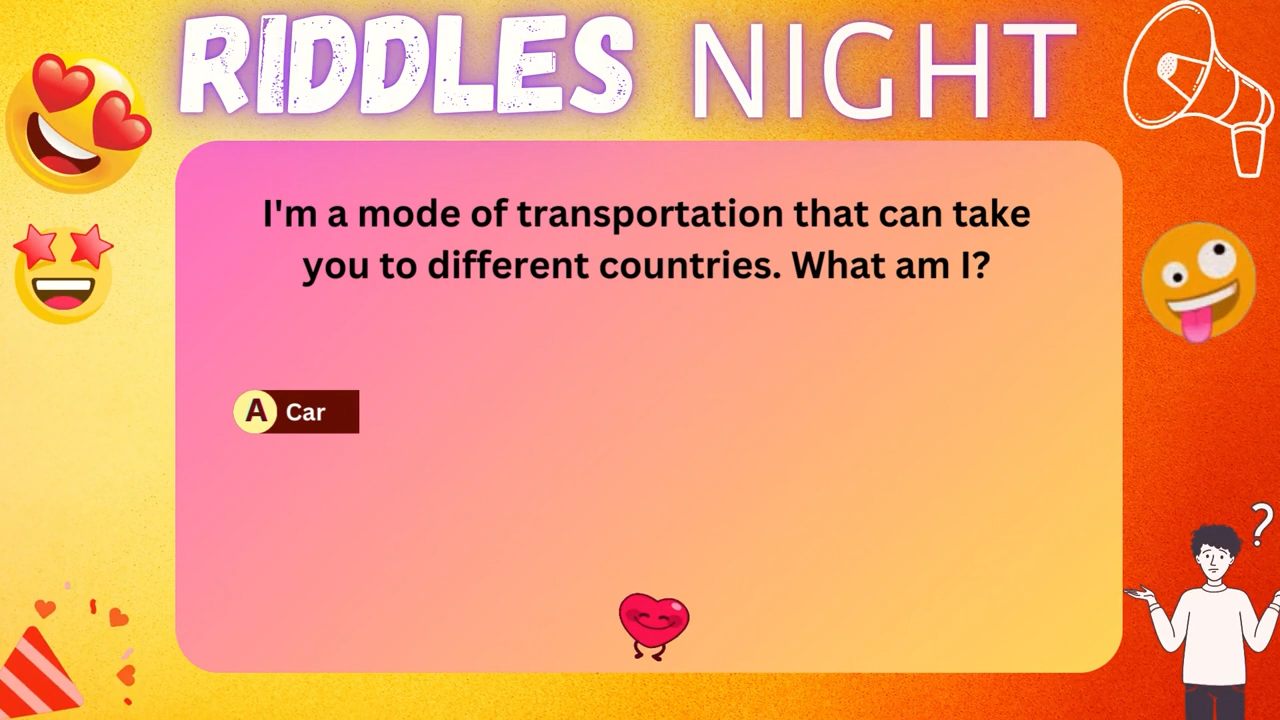 RIDDLES NIGHT
I'm a mode of transportation that can take
you to different countries. What am I?
A Car
?